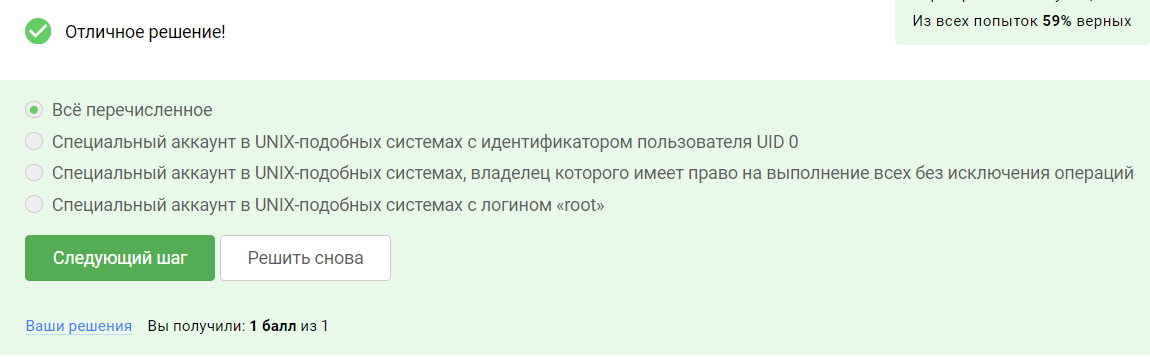 Из всех попыток 59% верных
Отличное решение!
Всё перечисленное
Специальный аккаунт в UNIX-подобных системах с идентификатором пользователя UID 0
Специальный аккаунт в UNIX-подобных системах, владелец которого имеет право на выполнение всех без исключения операций
Специальный аккаунт в UNIX-подобных системах с логином «root»
Следующий шаг Решить снова
Ваши решения Вы получили: 1 балл из 1